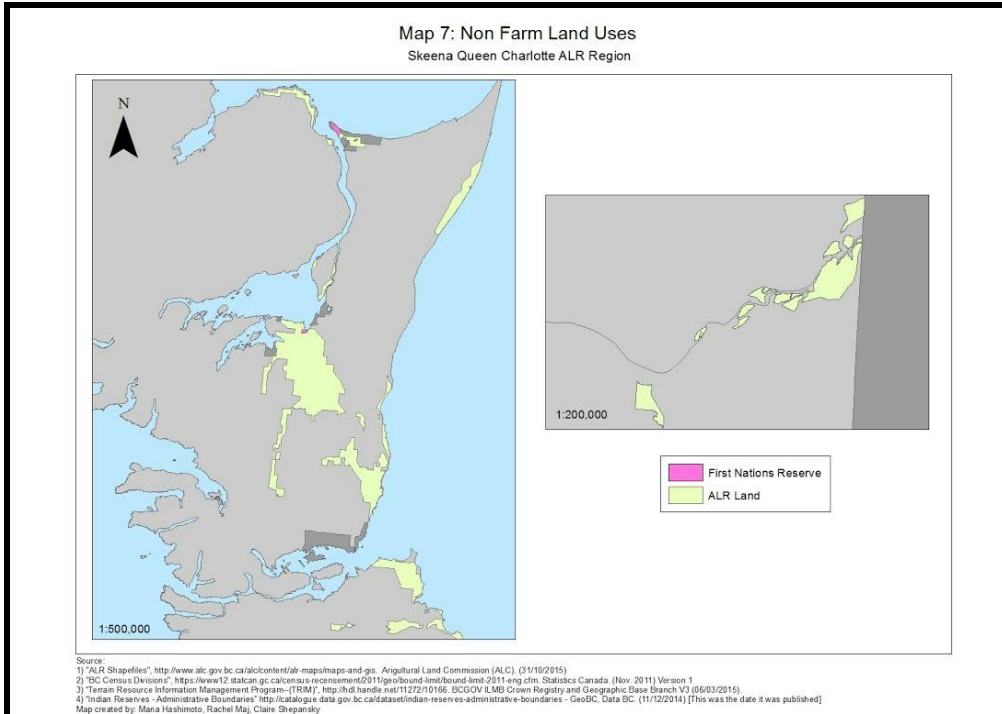 Map 7: Non Farm Land Uses
Skeena Queen Charlotte ALR Region
N
1:500,000
1:200,000
First Nations Reserve
ALR Land
Source:
1) "ALR Shapefiles", http://www.alc.gov.bc.ca/alc/content/alr-maps/maps-and-gis. Arigultural Land Commission (ALC). (31/10/2015)
2) "BC Census Divisions", https://www12.statcan.gc.ca/census-recensement/2011/geo/bound-limit/bound-limit-2011-eng.cfm. Statistics Canada. (Nov. 2011) Version 1
3) "Terrain Resource Information Management Program--(TRIM)", http://hdl.handle.net/11272/10166. BCGOV ILMB Crown Registry and Geographic Base Branch V3 (06/03/2015).
4) "Indian Reserves - Administrative Boundaries" http://catalogue.data.gov.bc.ca/dataset/indian-reserves-administrative-boundaries - GeoBC, Data BC. (11/12/2014) [This was the date it was published]
Map created by: Mana Hashimoto, Rachel Maj, Claire Shepansky